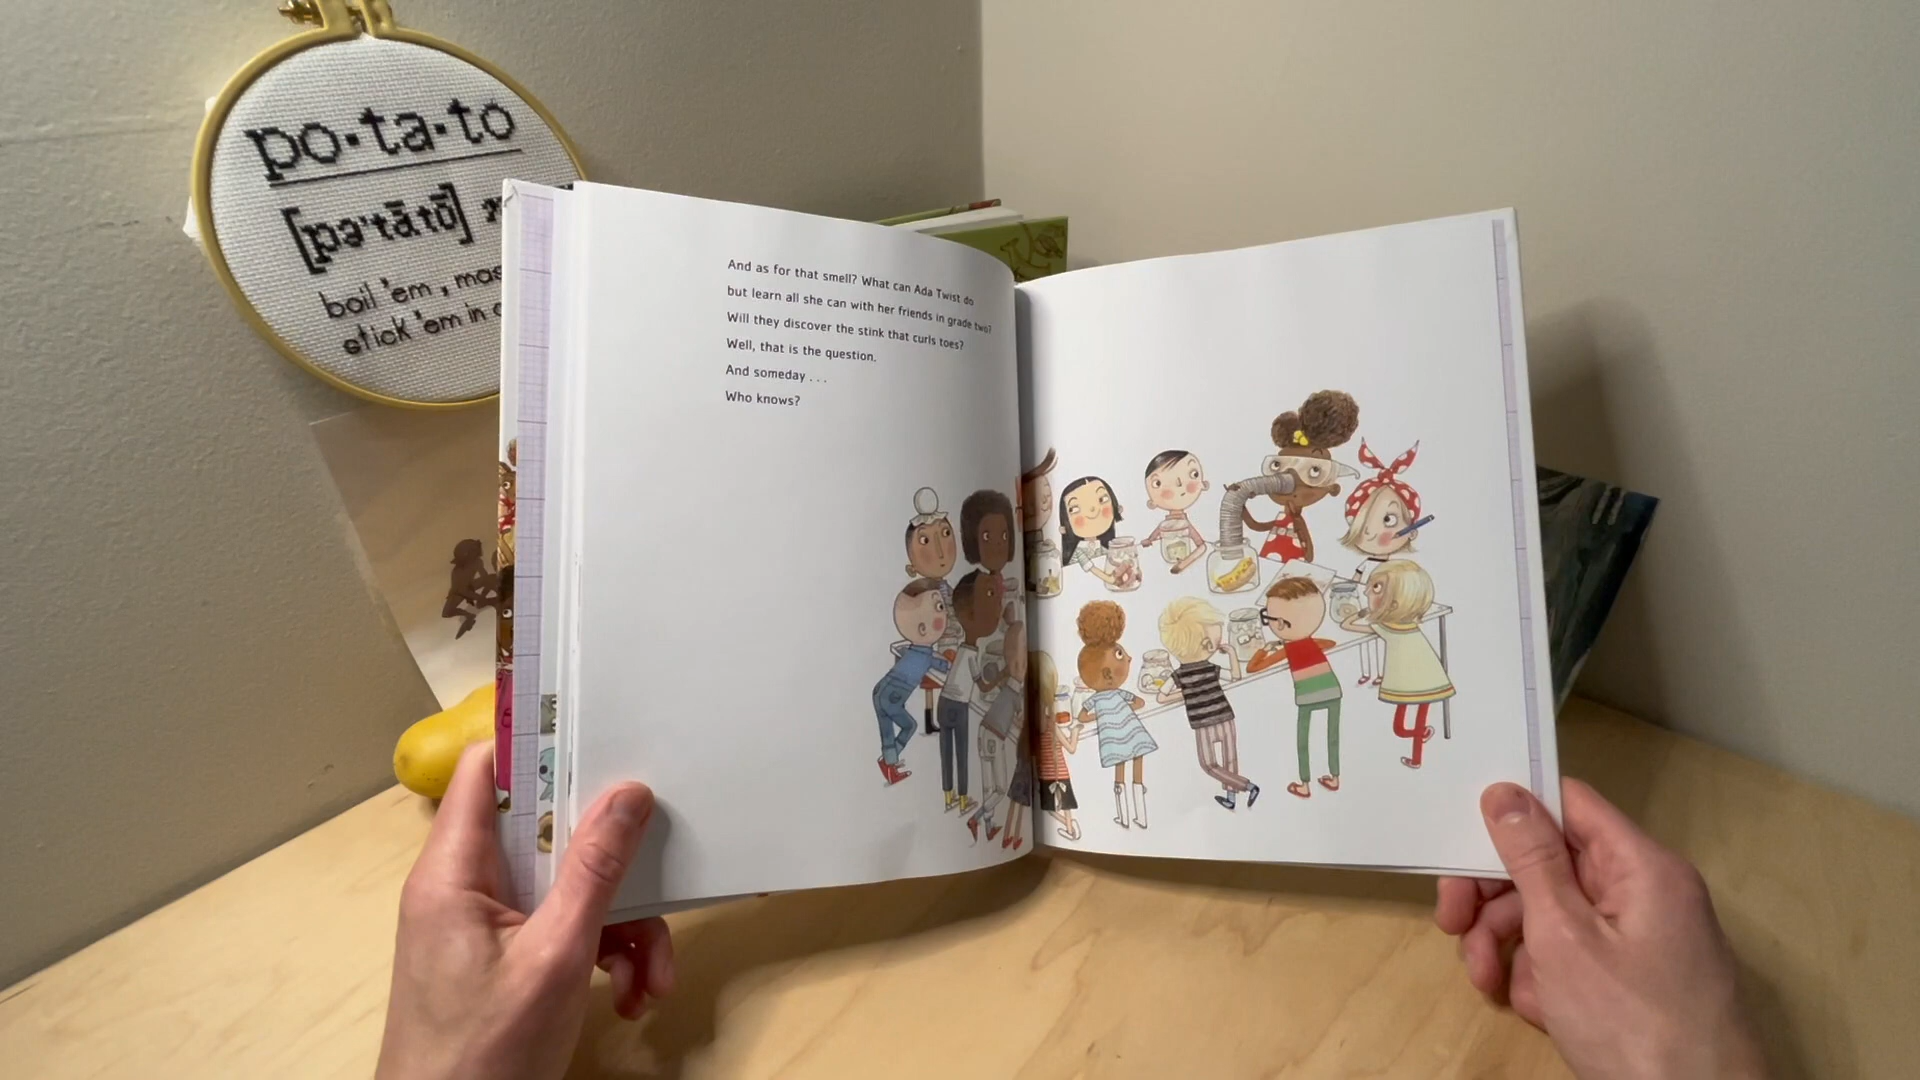 po·ta·to
[pə'tātō]
boil 'em, mas
stick 'em in
And as for that smell? What can Ada Twist do
but learn all she can with her friends in grade two?
Will they discover the stink that curls toes?
Well, that is the question.
And someday . . .
Who knows?